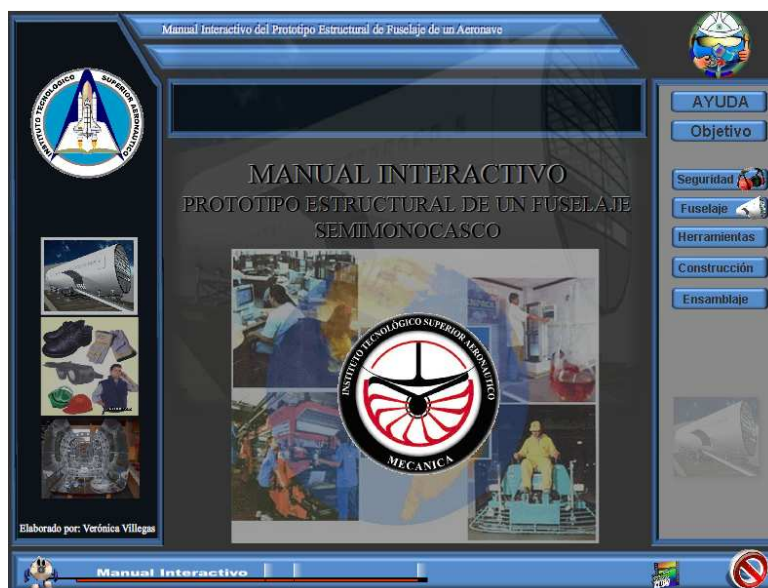 Manual Interactivo del Prototipo Estructural de Fuselaje de un Aeronave
INSTITUTO TECNOLÓGICO SUPERIOR AERONAUTICO
AYUDA
Objetivo
MANUAL INTERACTIVO
PROTOTIPO ESTRUCTURAL DE UN FUSELAJE
SEMIMONOCASCO
Seguridad
Fuselaje
Herramientas
Construcción
Ensamblaje
INSTITUTO TECNOLÓGICO SUPERIOR AERONAUTICO
MECANICA
Elaborado por: Verónica Villegas
Manual Interactivo